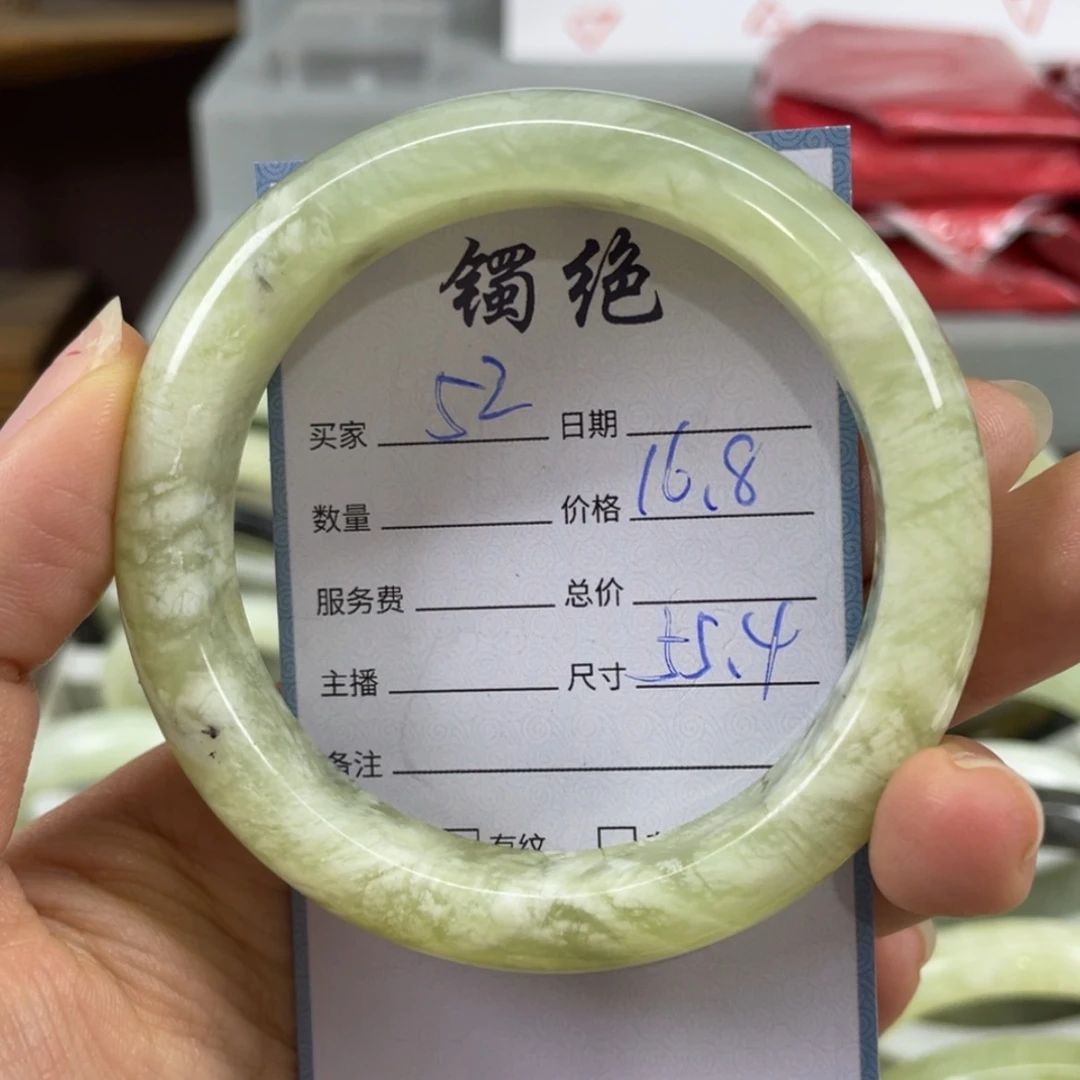 镯绝
买家 52 日期
数量 价格 16.8
服务费 总价
主播 尺寸 55.4
备注
有纹